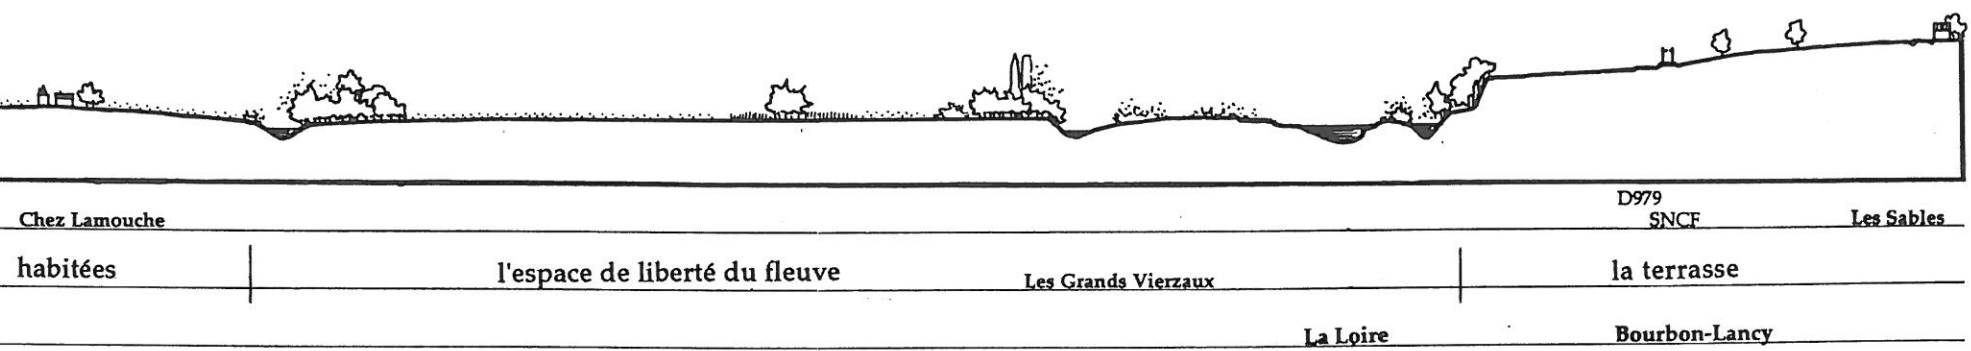 D979
Chez Lamouche SNCF Les Sables
habitées l'espace de liberté du fleuve Les Grands Vierzaux la terrasse
La Loire Bourbon-Lancy